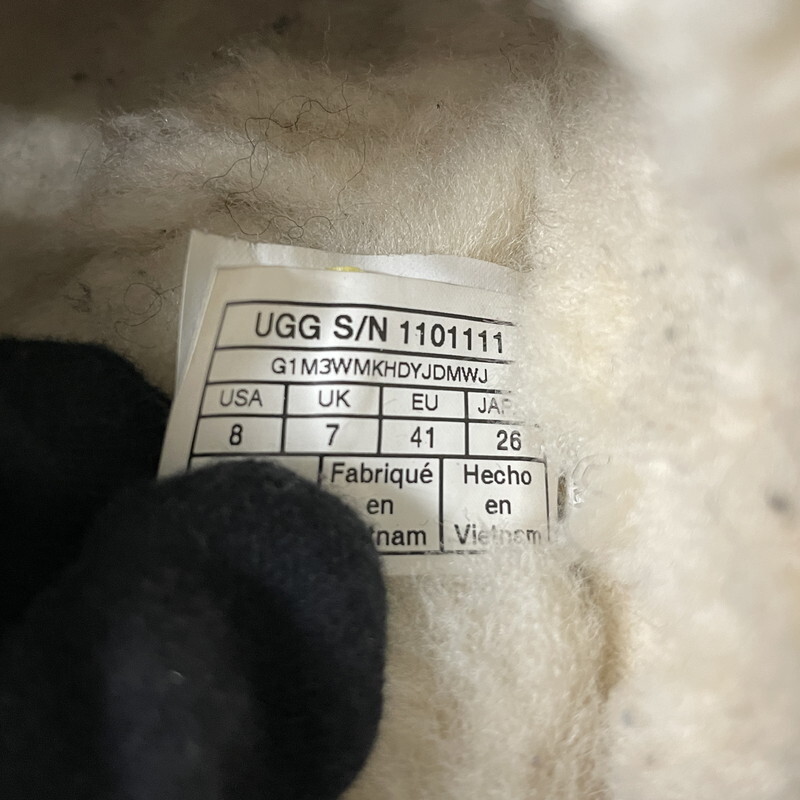 UGG S/N 1101111
G1M3WMKHDYJDMWJ
USA UK EU
8 7 41 26
Fabriqué Hecho
en en
Vietnam